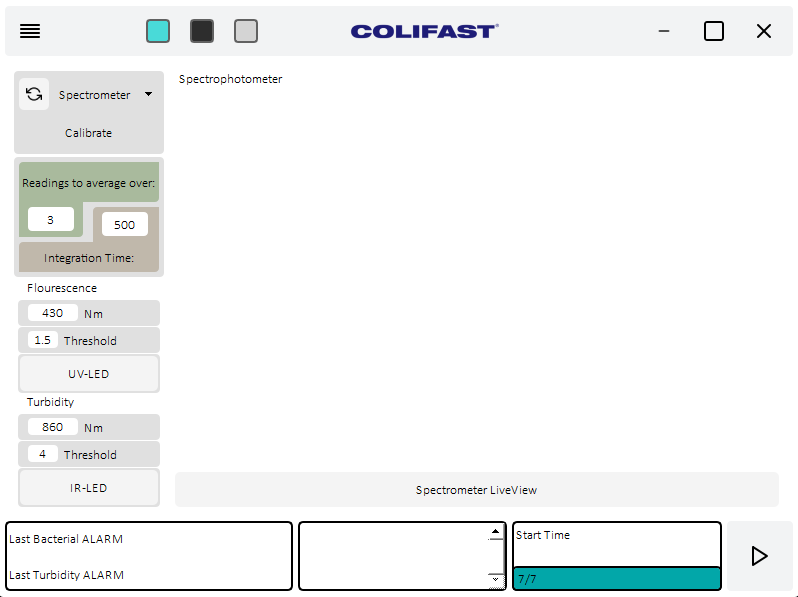 COLIFAST®
Spectrophotometer
Spectrometer
Calibrate
Readings to average over:
3
500
Integration Time:
Flourescence
430 Nm
1.5 Threshold
UV-LED
Turbidity
860 Nm
4 Threshold
IR-LED
Spectrometer LiveView
Last Bacterial ALARM
Last Turbidity ALARM
Start Time
7/7